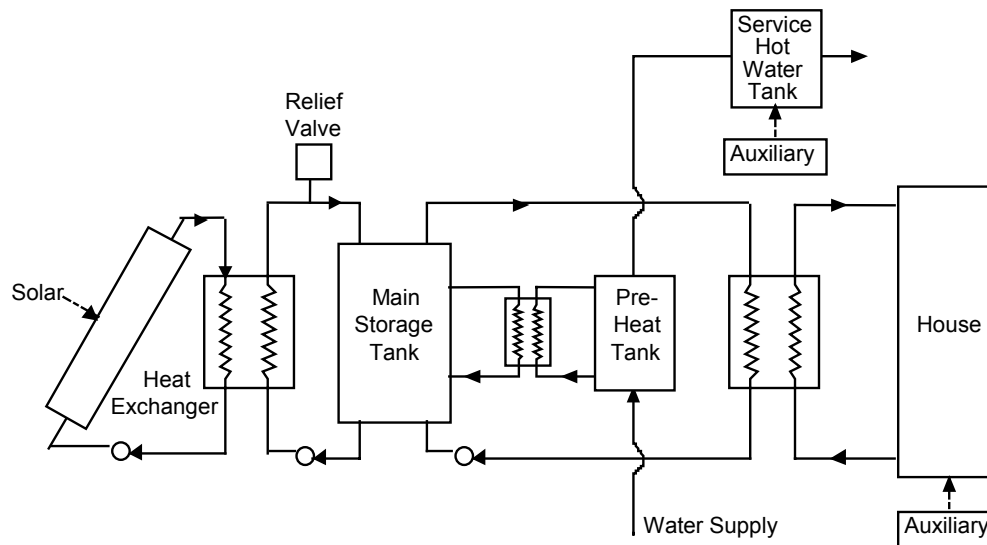 Service
Hot
Water
Tank
Relief
Valve
Auxiliary
Solar
Main
Storage
Tank
Pre-
Heat
Tank
House
Heat
Exchanger
Water Supply
Auxiliary